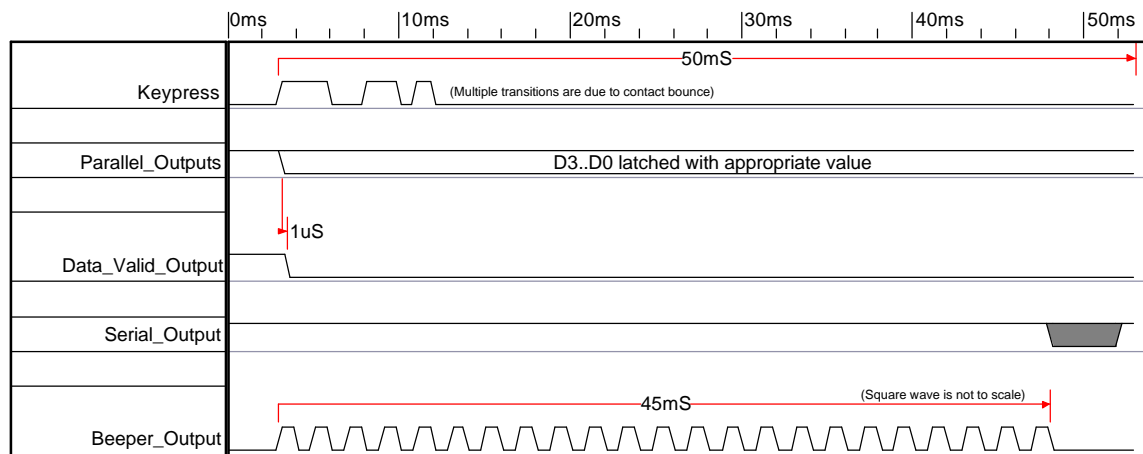 0ms 10ms 20ms 30ms 40ms 50ms
50mS
Keypress (Multiple transitions are due to contact bounce)
Parallel_Outputs D3..D0 latched with appropriate value
1uS
Data_Valid_Output
Serial_Output
45mS (Square wave is not to scale)
Beeper_Output